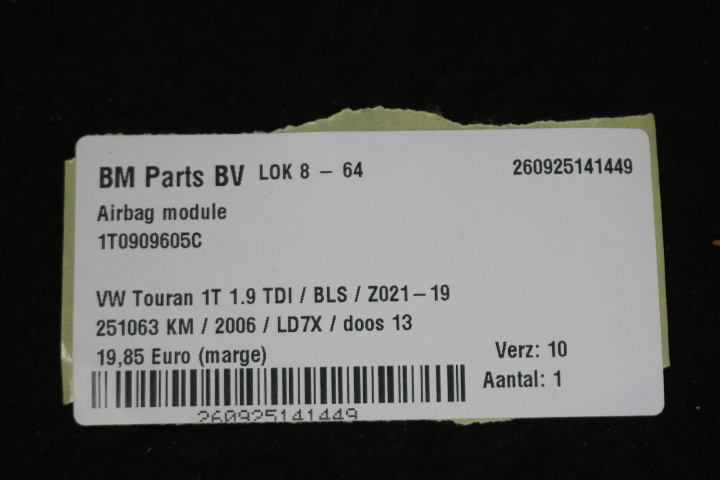 BM Parts BV LOK 8 – 64 260925141449
Airbag module
1T0909605C
VW Touran 1T 1.9 TDI / BLS / Z021-19
251063 KM / 2006 / LD7X / doos 13
19,85 Euro (marge) Verz: 10
Aantal: 1
260925141449